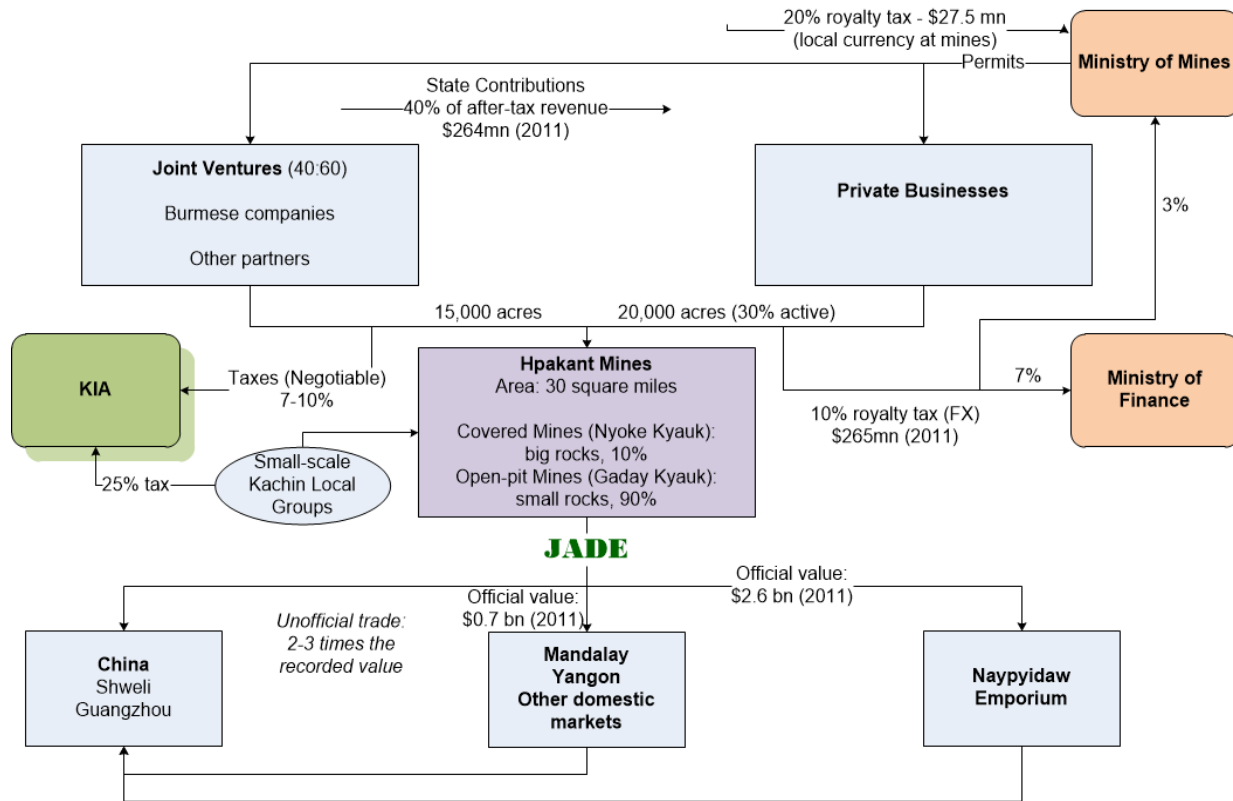 20% royalty tax - $27.5 mn
(local currency at mines)
Ministry of Mines
Permits
State Contributions
40% of after-tax revenue
$264mn (2011)
Joint Ventures (40:60)
Burmese companies
Other partners
Private Businesses
3%
15,000 acres
20,000 acres (30% active)
KIA
Taxes (Negotiable)
7-10%
Hpakant Mines
Area: 30 square miles
Covered Mines (Nyoke Kyauk):
big rocks, 10%
Open-pit Mines (Gaday Kyauk):
small rocks, 90%
7%
Ministry of
Finance
10% royalty tax (FX)
$265mn (2011)
25% tax
Small-scale
Kachin Local
Groups
JADE
Official value:
$2.6 bn (2011)
Official value:
$0.7 bn (2011)
Unofficial trade:
2-3 times the
recorded value
China
Shweli
Guangzhou
Mandalay
Yangon
Other domestic
markets
Naypyidaw
Emporium